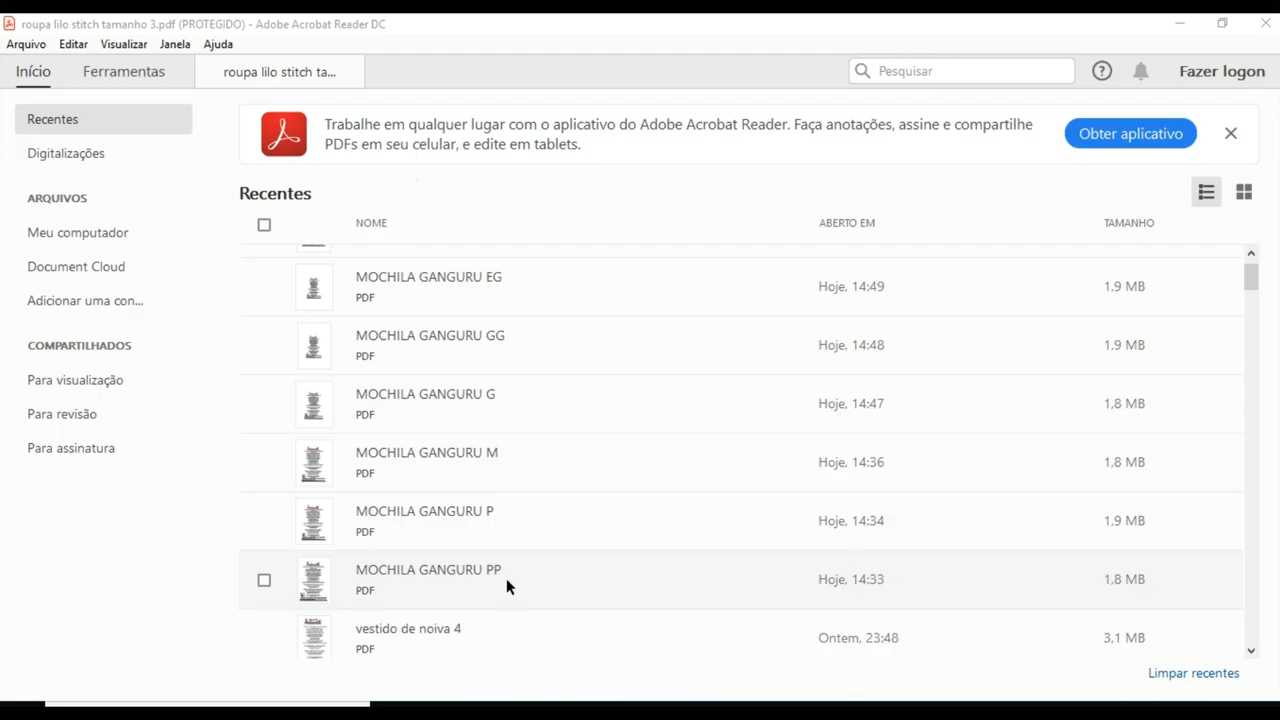 roupa lilo stitch tamanho 3.pdf (PROTEGIDO) - Adobe Acrobat Reader DC
Arquivo Editar Visualizar Janela Ajuda
Início Ferramentas roupa lilo stitch ta... Pesquisar Fazer logon
Recentes
Digitalizações
ARQUIVOS
Meu computador
Document Cloud
Adicionar uma con...
COMPARTILHADOS
Para visualização
Para revisão
Para assinatura
Trabalhe em qualquer lugar com o aplicativo do Adobe Acrobat Reader. Faça anotações, assine e compartilhe
PDFs em seu celular, e edite em tablets.
Obter aplicativo
Recentes
NOME ABERTO EM TAMANHO
MOCHILA GANGURU EG
PDF
Hoje, 14:49 1,9 MB
MOCHILA GANGURU GG
PDF
Hoje, 14:48 1,9 MB
MOCHILA GANGURU G
PDF
Hoje, 14:47 1,8 MB
MOCHILA GANGURU M
PDF
Hoje, 14:36 1,8 MB
MOCHILA GANGURU P
PDF
Hoje, 14:34 1,9 MB
MOCHILA GANGURU PP
PDF
Hoje, 14:33 1,8 MB
vestido de noiva 4
PDF
Ontem, 23:48 3,1 MB
Limpar recentes